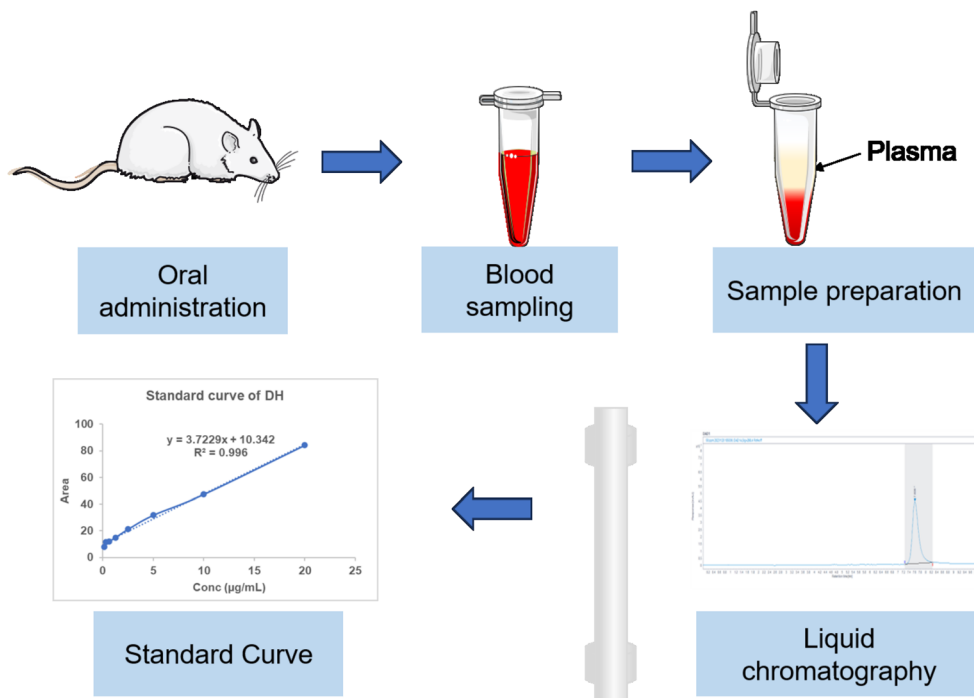 Plasma
Oral
administration
Blood
sampling
Sample preparation
Standard curve of DH
y = 3.7229x + 10.342
R² = 0.996
Area
100
80
60
40
20
0
0 5 10 15 20 25
Conc (µg/mL)
Standard Curve
Liquid
chromatography